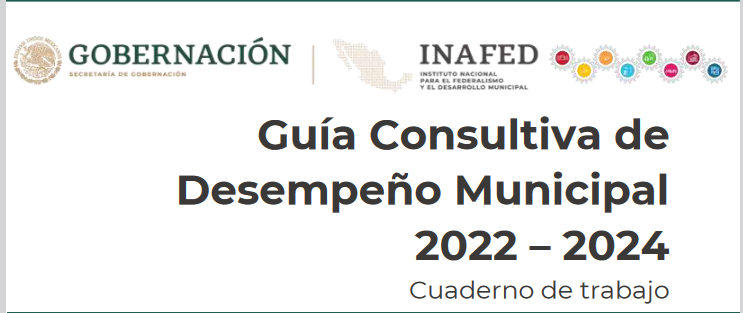 GOBERNACIÓN
SECRETARÍA DE GOBERNACIÓN
INAFED
INSTITUTO NACIONAL
PARA EL FEDERALISMO
Y EL DESARROLLO MUNICIPAL
Guía Consultiva de
Desempeño Municipal
2022 – 2024
Cuaderno de trabajo